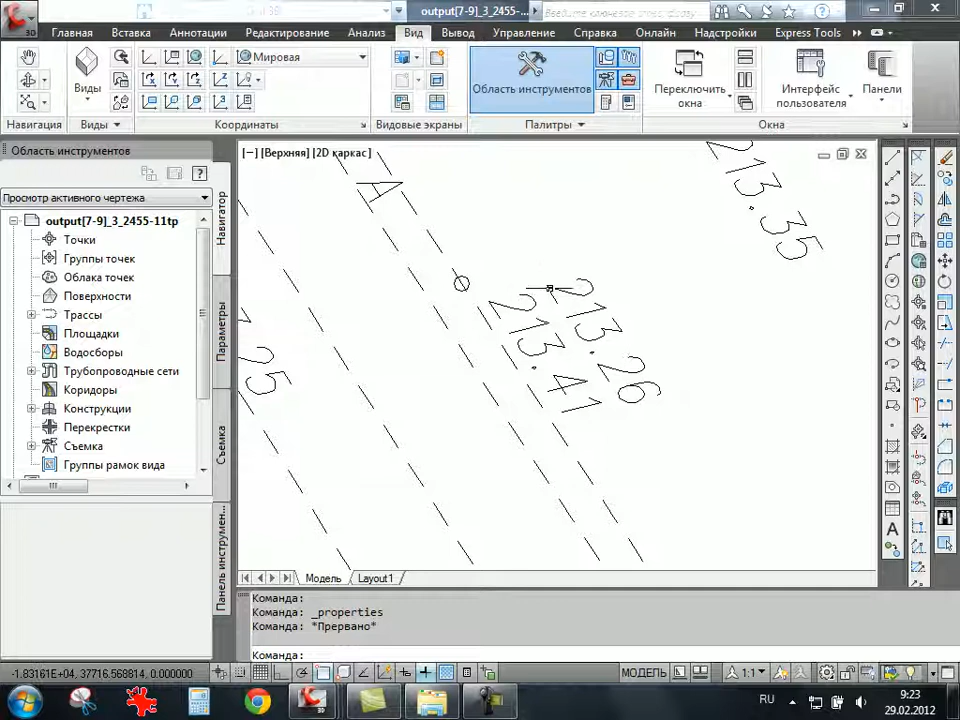 output[7-9]_3_2455-...
Введите ключевое слово/фразу
3D
Главная
Вставка
Аннотации
Редактирование
Анализ
Вид
Вывод
Управление
Справка
Онлайн
Надстройки
Express Tools
Мировая
Виды
Область инструментов
Переключить окна
Интерфейс пользователя
Панели
Навигация
Виды
Координаты
Видовые экраны
Палитры
Окна
Область инструментов
Просмотр активного чертежа
output[7-9]_3_2455-11tp
Точки
Группы точек
Облака точек
Поверхности
Трассы
Площадки
Водосборы
Трубопроводные сети
Коридоры
Конструкции
Перекрестки
Съемка
Группы рамок вида
Навигатор
Параметры
Съемка
Панель инструмен...
[−] [Верхняя] [2D каркас]
А
213.35
213.26
213.41
25
Модель
Layout1
Команда:
Команда: _properties
Команда: *Прервано*
Команда:
-1.83161E+04, 37716.568814, 0.000000
МОДЕЛЬ
1:1
RU
9:23
29.02.2012